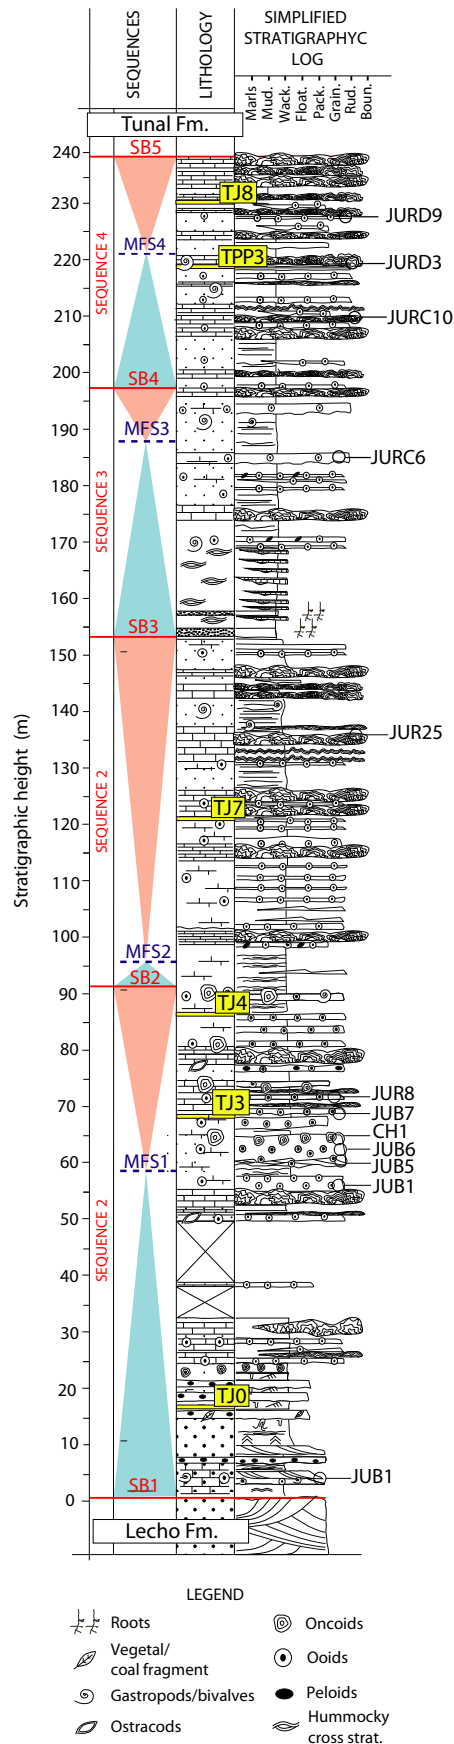 SEQUENCES
LITHOLOGY
SIMPLIFIED
STRATIGRAPHYC
LOG
Marls
Mud.
Wack.
Float.
Pack.
Grain.
Rud.
Boun.
Tunal Fm.
240
SB5
230
TJ8
JURD9
SEQUENCE 4
MFS4
220
TPP3
JURD3
210
JURC10
200
SB4
190
MFS3
JURC6
180
SEQUENCE 3
170
160
SB3
150
140
JUR25
130
Stratigraphic height (m)
SEQUENCE 2
120
TJ7
110
100
MFS2
SB2
90
TJ4
80
70
TJ3
JUR8
JUB7
CH1
JUB6
60
MFS1
JUB5
JUB1
50
SEQUENCE 2
40
30
20
TJ0
10
SB1
JUB1
0
Lecho Fm.
LEGEND
Roots
Oncoids
Vegetal/
coal fragment
Ooids
Gastropods/bivalves
Peloids
Ostracods
Hummocky
cross strat.